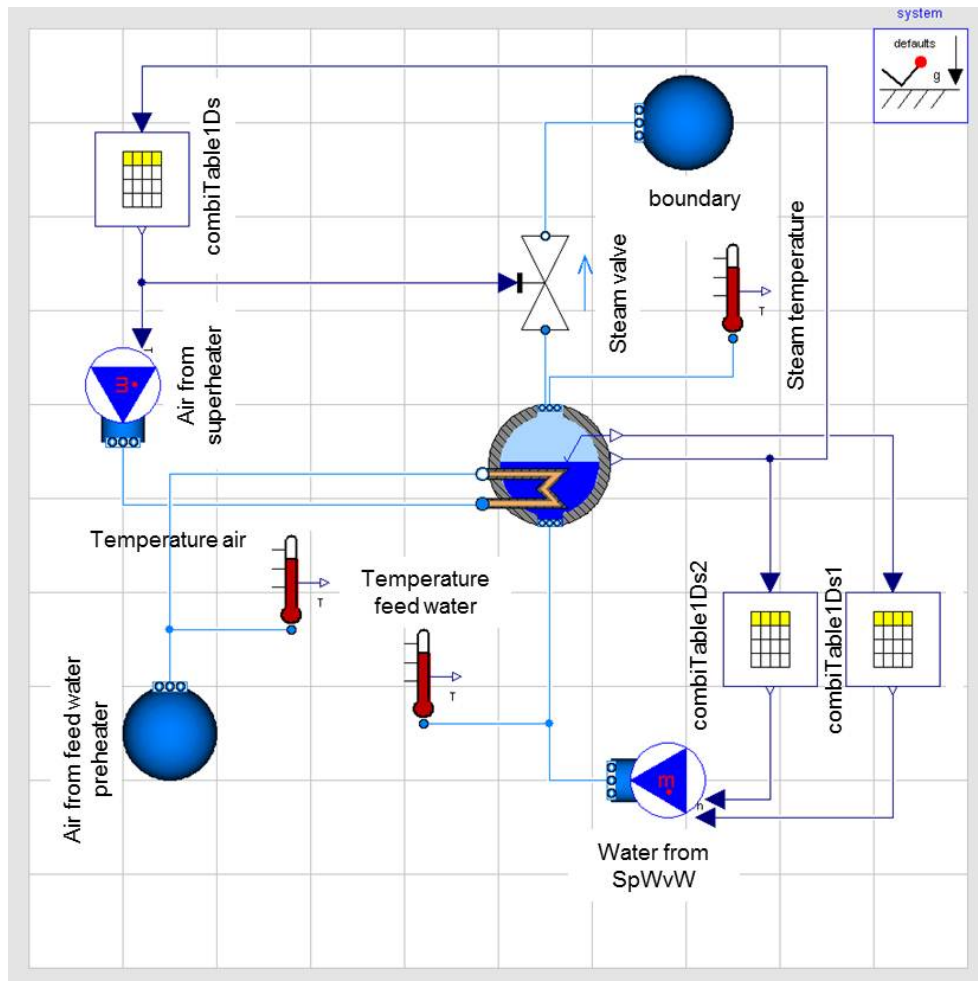 system
defaults
g
combiTable1Ds
boundary
Steam valve
Steam temperature
T
T
Air from
superheater
ṁ
Temperature air
T
Temperature
feed water
T
combiTable1Ds2
combiTable1Ds1
Air from feed water
preheater
ṁ
h
Water from
SpWvW